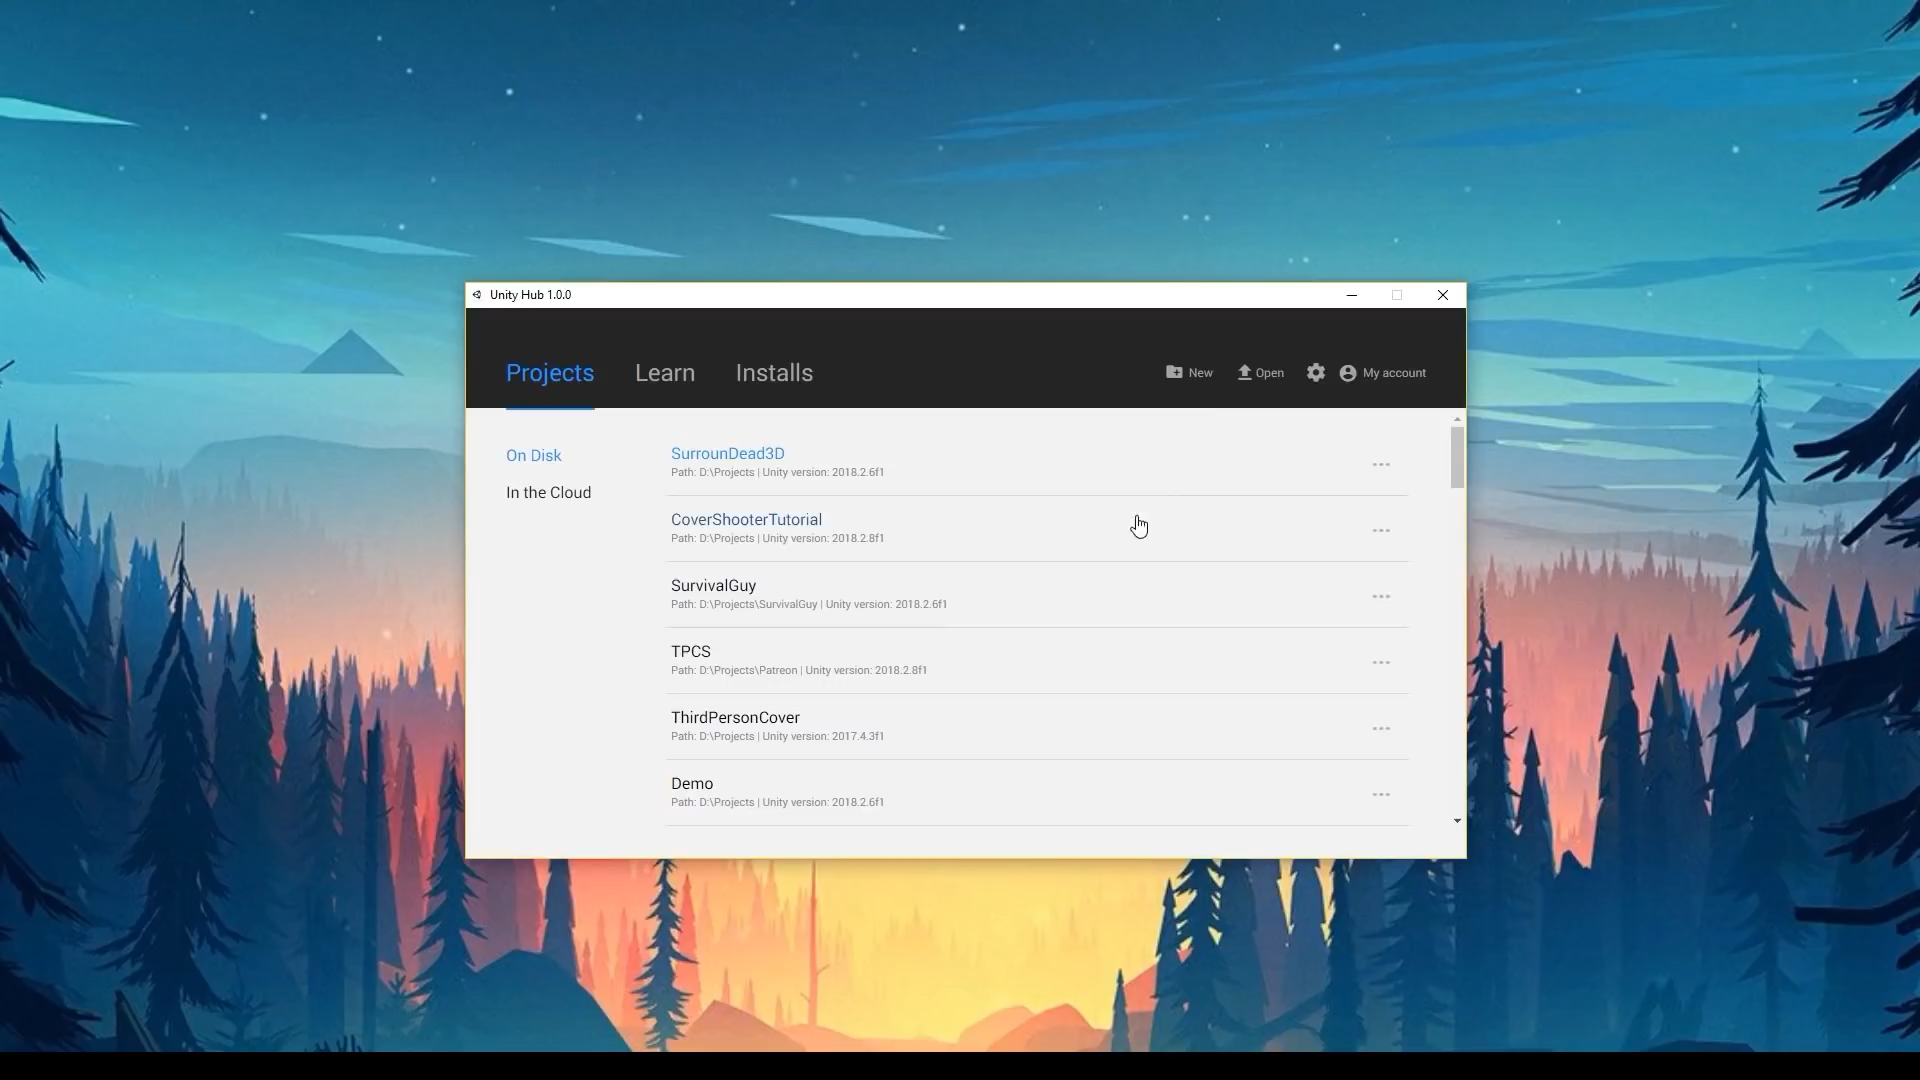 Unity Hub 1.0.0
Projects Learn Installs New Open My account
On Disk
In the Cloud
SurrounDead3D
Path: D:\Projects | Unity version: 2018.2.6f1
CoverShooterTutorial
Path: D:\Projects | Unity version: 2018.2.8f1
SurvivalGuy
Path: D:\Projects\SurvivalGuy | Unity version: 2018.2.6f1
TPCS
Path: D:\Projects\Patreon | Unity version: 2018.2.8f1
ThirdPersonCover
Path: D:\Projects | Unity version: 2017.4.3f1
Demo
Path: D:\Projects | Unity version: 2018.2.6f1